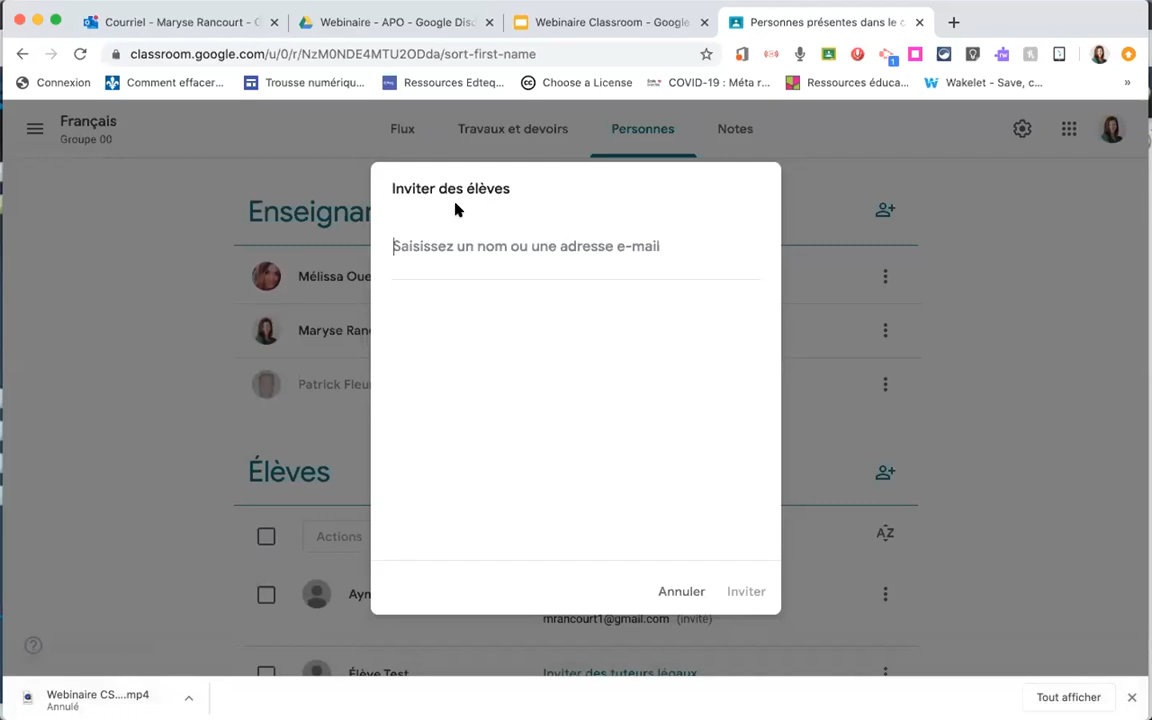 Courriel - Maryse Rancourt - O
Webinaire - APO - Google Disc
Webinaire Classroom - Google
Personnes présentes dans le c
classroom.google.com/u/0/r/NzM0NDE4MTU2ODda/sort-first-name
1
Connexion
Comment effacer...
Trousse numériqu...
Ressources Edteq...
Choose a License
COVID-19 : Méta r...
Ressources éduca...
Wakelet - Save, c...
»
Français
Groupe 00
Flux
Travaux et devoirs
Personnes
Notes
Inviter des élèves
Saisissez un nom ou une adresse e-mail
Enseignan
Mélissa Oue
Maryse Ran
Patrick Fleu
Élèves
Actions
AZ
Aym
mrancourt1@gmail.com (invité)
Élève Test
Inviter des tuteurs légaux
Annuler
Inviter
Webinaire CS....mp4
Annulé
Tout afficher